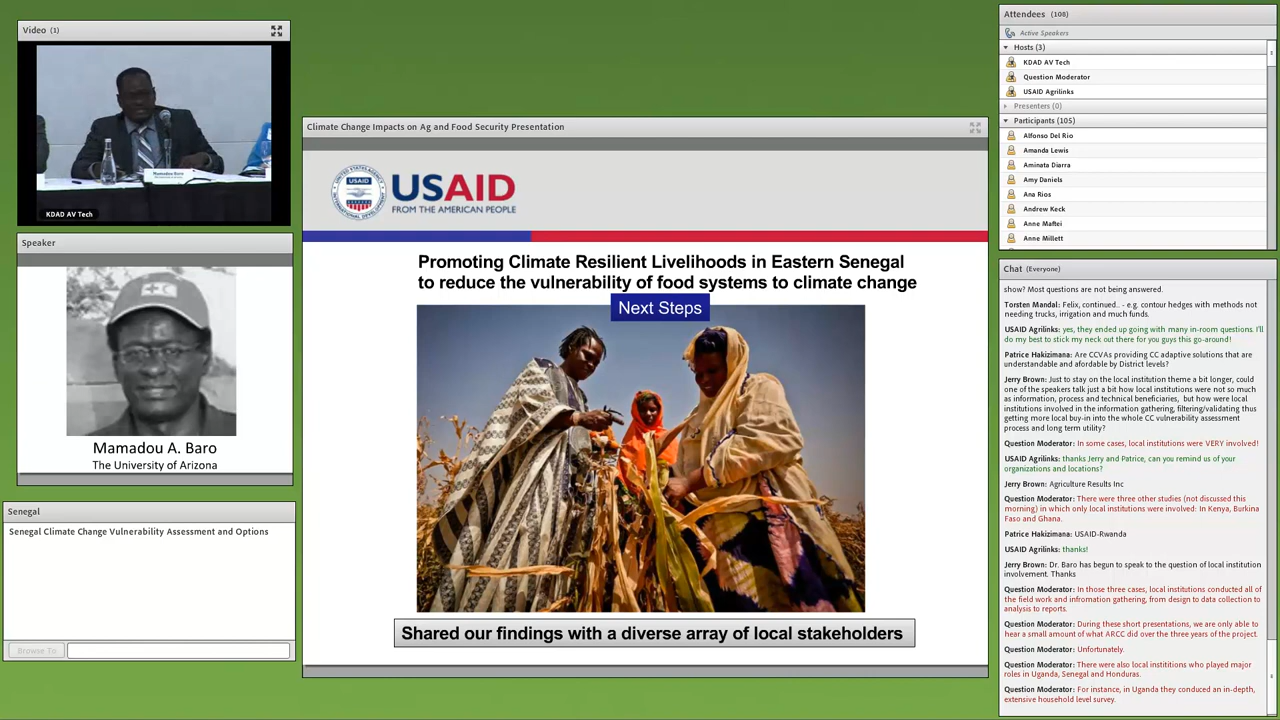 Video (1)
Mamadou Baro
KDAD AV Tech
Speaker
Mamadou A. Baro
The University of Arizona
Senegal
Senegal Climate Change Vulnerability Assessment and Options
Browse To
Climate Change Impacts on Ag and Food Security Presentation
USAID
USAID
FROM THE AMERICAN PEOPLE
Promoting Climate Resilient Livelihoods in Eastern Senegal
to reduce the vulnerability of food systems to climate change
Next Steps
Shared our findings with a diverse array of local stakeholders
Attendees (108)
Active Speakers
Hosts (3)
KDAD AV Tech
Question Moderator
USAID Agrilinks
Presenters (0)
Participants (105)
Alfonso Del Rio
Amanda Lewis
Aminata Diarra
Amy Daniels
Ana Rios
Andrew Keck
Anne Maftei
Anne Millett
Chat (Everyone)
show? Most questions are not being answered.
Torsten Mandal: Felix, continued.. - e.g. contour hedges with methods not
needing trucks, irrigation and much funds.
USAID Agrilinks: yes, they ended up going with many in-room questions. I'll
do my best to stick my neck out there for you guys this go-around!
Patrice Hakizimana: Are CCVAs providing CC adaptive solutions that are
understandable and afordable by District levels?
Jerry Brown: Just to stay on the local institution theme a bit longer, could
one of the speakers talk just a bit how local institutions were not so much
as information, process and technical beneficiaries, but how were local
institutions involved in the information gathering, filtering/validating thus
getting more local buy-in into the whole CC vulnerability assessment
process and long term utility?
Question Moderator: In some cases, local institutions were VERY involved!
USAID Agrilinks: thanks Jerry and Patrice, can you remind us of your
organizations and locations?
Jerry Brown: Agriculture Results Inc
Question Moderator: There were three other studies (not discussed this
morning) in which only local institutions were involved: In Kenya, Burkina
Faso and Ghana.
Patrice Hakizimana: USAID-Rwanda
USAID Agrilinks: thanks!
Jerry Brown: Dr. Baro has begun to speak to the question of local institution
involvement. Thanks
Question Moderator: In those three cases, local institutions conducted all of
the field work and infromation gathering, from design to data collection to
analysis to reports.
Question Moderator: During these short presentations, we are only able to
hear a small amount of what ARCC did over the three years of the project.
Question Moderator: Unfortunately.
Question Moderator: There were also local instititions who played major
roles in Uganda, Senegal and Honduras.
Question Moderator: For instance, in Uganda they conduced an in-depth,
extensive household level survey.